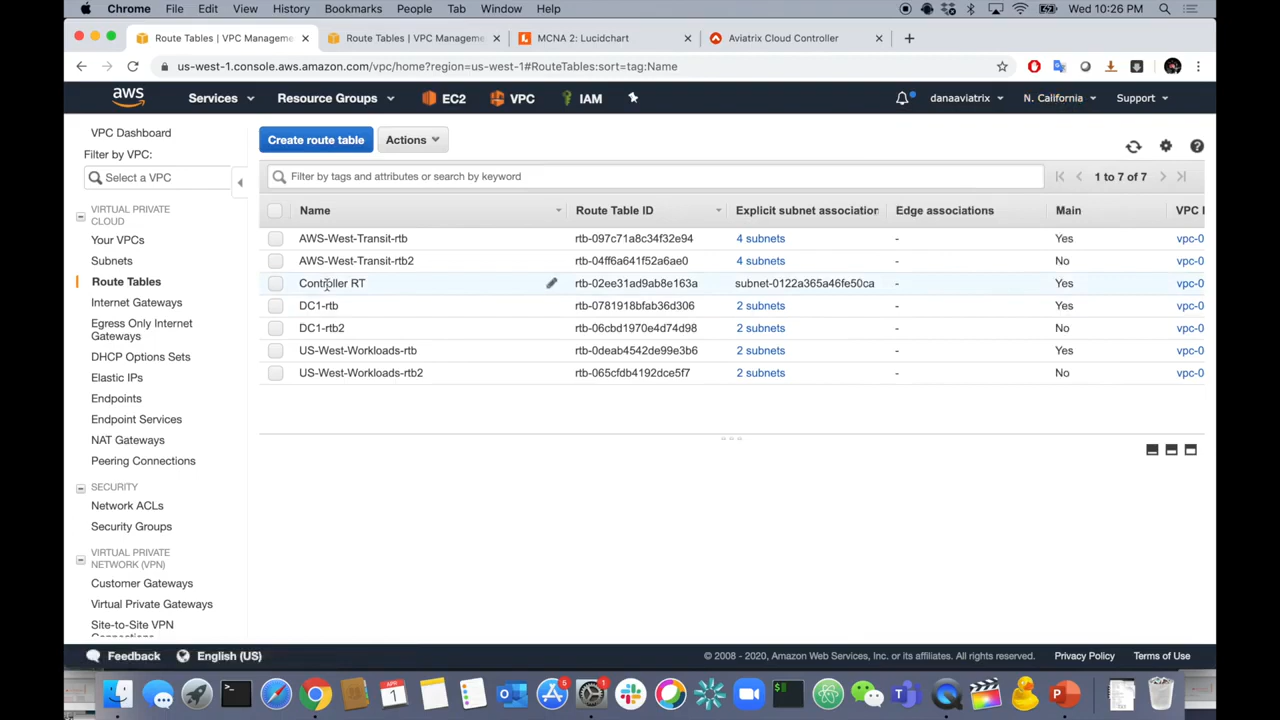 Chrome File Edit View History Bookmarks People Tab Window Help Wed 10:26 PM
Route Tables | VPC Manageme Route Tables | VPC Manageme MCNA 2: Lucidchart Aviatrix Cloud Controller
us-west-1.console.aws.amazon.com/vpc/home?region=us-west-1#RouteTables:sort=tag:Name
aws Services Resource Groups EC2 VPC IAM danaaviatrix N. California Support
VPC Dashboard
Filter by VPC:
Select a VPC
VIRTUAL PRIVATE
CLOUD
Your VPCs
Subnets
Route Tables
Internet Gateways
Egress Only Internet
Gateways
DHCP Options Sets
Elastic IPs
Endpoints
Endpoint Services
NAT Gateways
Peering Connections
SECURITY
Network ACLs
Security Groups
VIRTUAL PRIVATE
NETWORK (VPN)
Customer Gateways
Virtual Private Gateways
Site-to-Site VPN
Connections
Create route table Actions
Filter by tags and attributes or search by keyword 1 to 7 of 7
Name Route Table ID Explicit subnet association Edge associations Main VPC I
AWS-West-Transit-rtb rtb-097c71a8c34f32e94 4 subnets - Yes vpc-0
AWS-West-Transit-rtb2 rtb-04ff6a641f52a6ae0 4 subnets - No vpc-0
Controller RT rtb-02ee31ad9ab8e163a subnet-0122a365a46fe50ca - Yes vpc-0
DC1-rtb rtb-0781918bfab36d306 2 subnets - Yes vpc-0
DC1-rtb2 rtb-06cbd1970e4d74d98 2 subnets - No vpc-0
US-West-Workloads-rtb rtb-0deab4542de99e3b6 2 subnets - Yes vpc-0
US-West-Workloads-rtb2 rtb-065cfdb4192dce5f7 2 subnets - No vpc-0
Feedback English (US) © 2008 - 2020, Amazon Web Services, Inc. or its affiliates. All rights reserved. Privacy Policy Terms of Use
APR
1
5
1